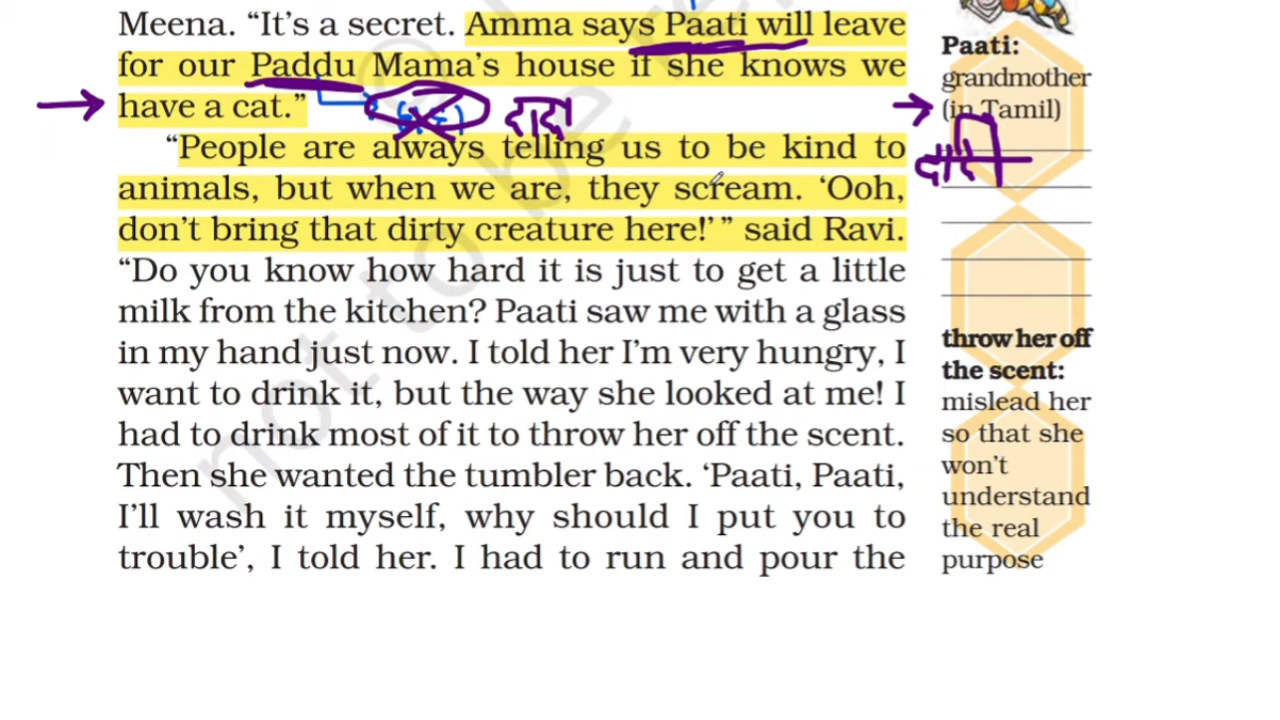 Meena. “It’s a secret. Amma says Paati will leave
for our Paddu Mama’s house if she knows we
have a cat.”
“People are always telling us to be kind to
animals, but when we are, they scream. ‘Ooh,
don’t bring that dirty creature here!’ ” said Ravi.
“Do you know how hard it is just to get a little
milk from the kitchen? Paati saw me with a glass
in my hand just now. I told her I’m very hungry, I
want to drink it, but the way she looked at me! I
had to drink most of it to throw her off the scent.
Then she wanted the tumbler back. ‘Paati, Paati,
I’ll wash it myself, why should I put you to
trouble’, I told her. I had to run and pour the
Paati:
grandmother
(in Tamil)
throw her off
the scent:
mislead her
so that she
won’t
understand
the real
purpose
not to be